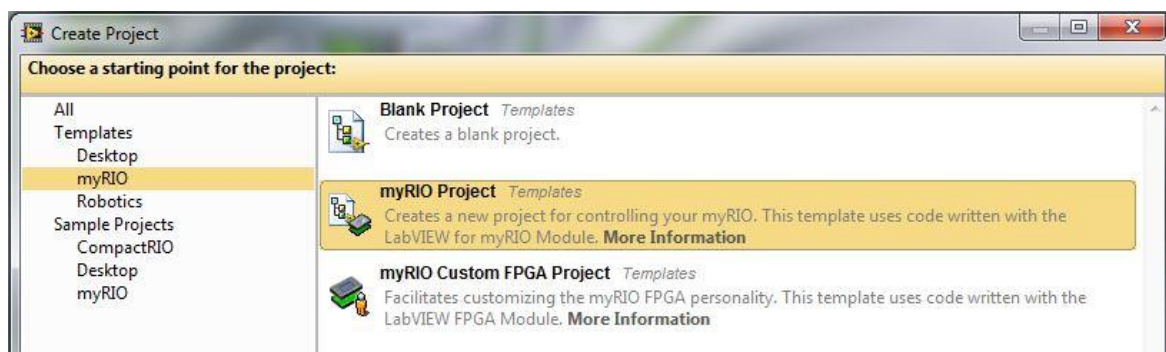 Create Project
Choose a starting point for the project:
All
Templates
Desktop
myRIO
Robotics
Sample Projects
CompactRIO
Desktop
myRIO
Blank Project Templates
Creates a blank project.
myRIO Project Templates
Creates a new project for controlling your myRIO. This template uses code written with the
LabVIEW for myRIO Module. More Information
myRIO Custom FPGA Project Templates
Facilitates customizing the myRIO FPGA personality. This template uses code written with the
LabVIEW FPGA Module. More Information